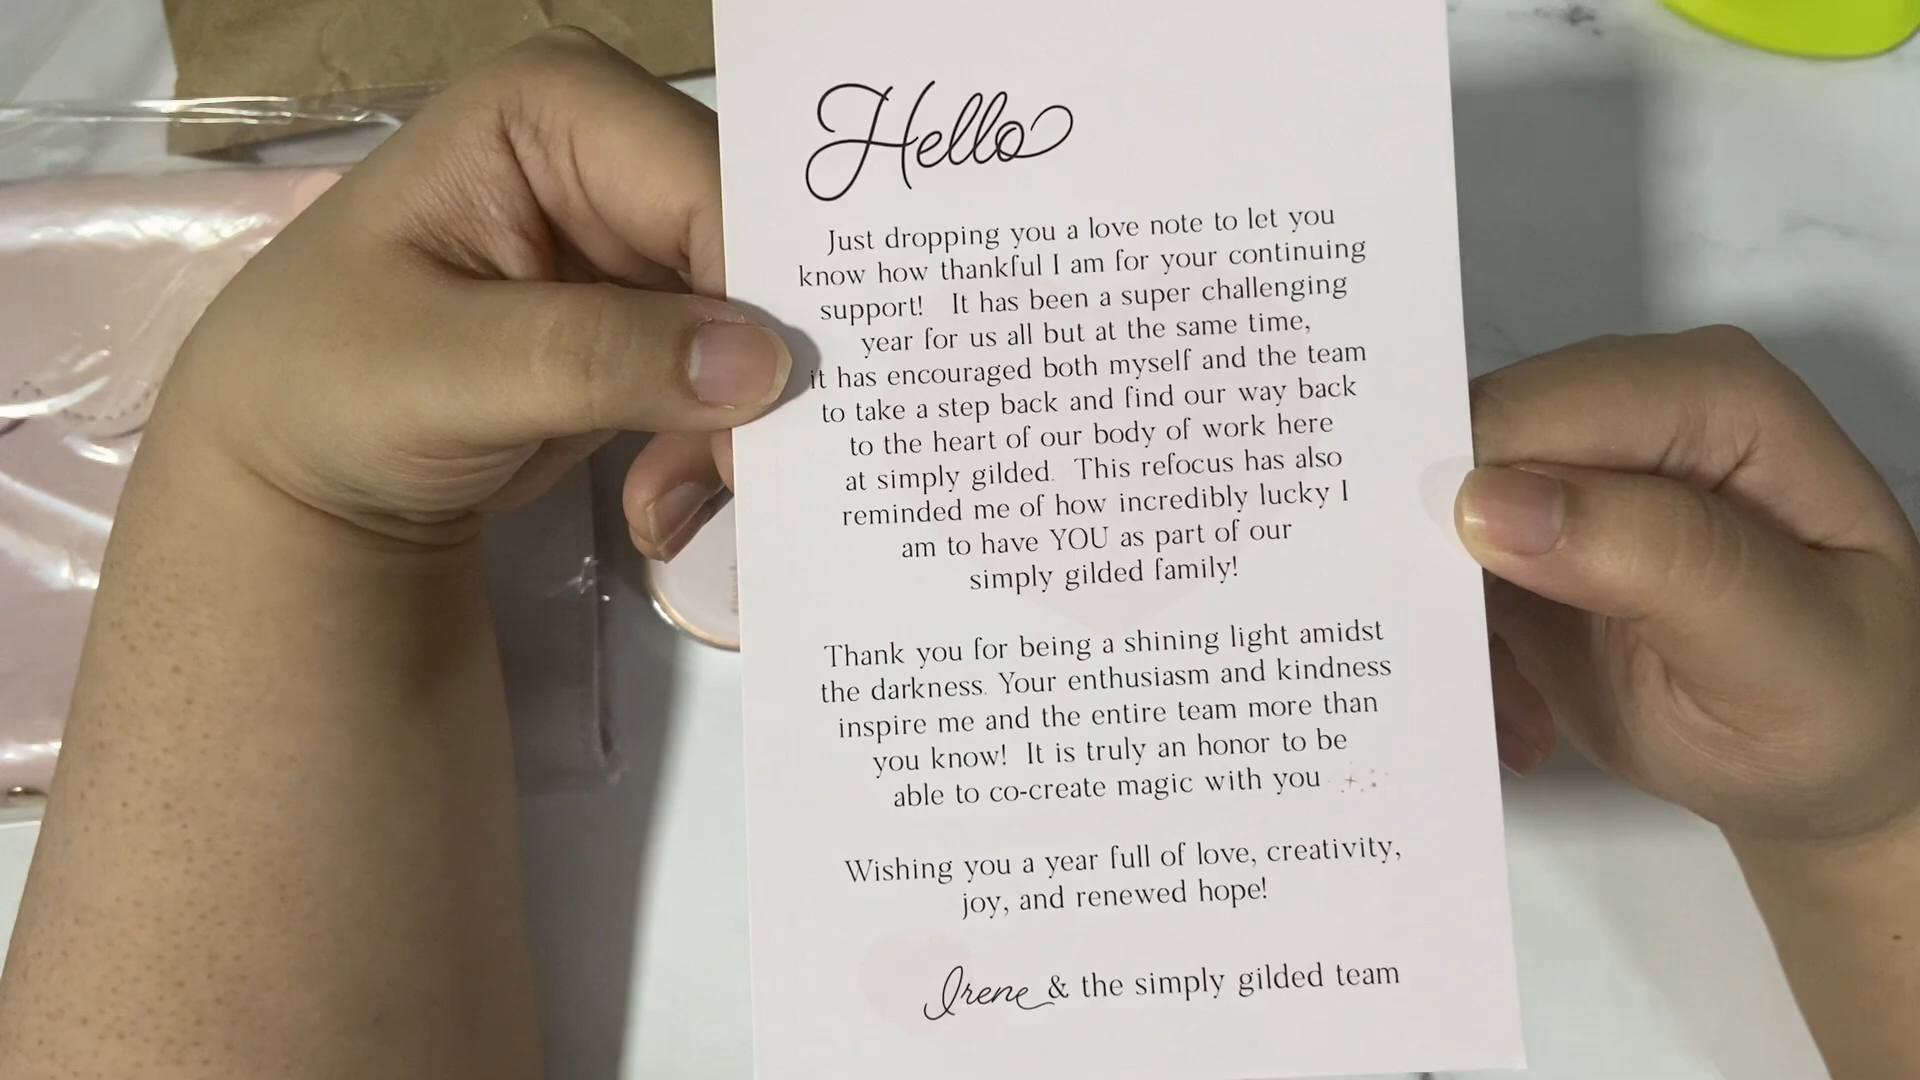 Hello
Just dropping you a love note to let you
know how thankful I am for your continuing
support! It has been a super challenging
year for us all but at the same time,
it has encouraged both myself and the team
to take a step back and find our way back
to the heart of our body of work here
at simply gilded. This refocus has also
reminded me of how incredibly lucky I
am to have YOU as part of our
simply gilded family!
Thank you for being a shining light amidst
the darkness. Your enthusiasm and kindness
inspire me and the entire team more than
you know! It is truly an honor to be
able to co-create magic with you
Wishing you a year full of love, creativity,
joy, and renewed hope!
Irene & the simply gilded team